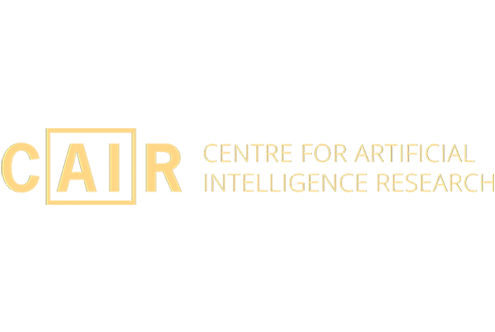 CAIR
CENTRE FOR ARTIFICIAL
INTELLIGENCE RESEARCH